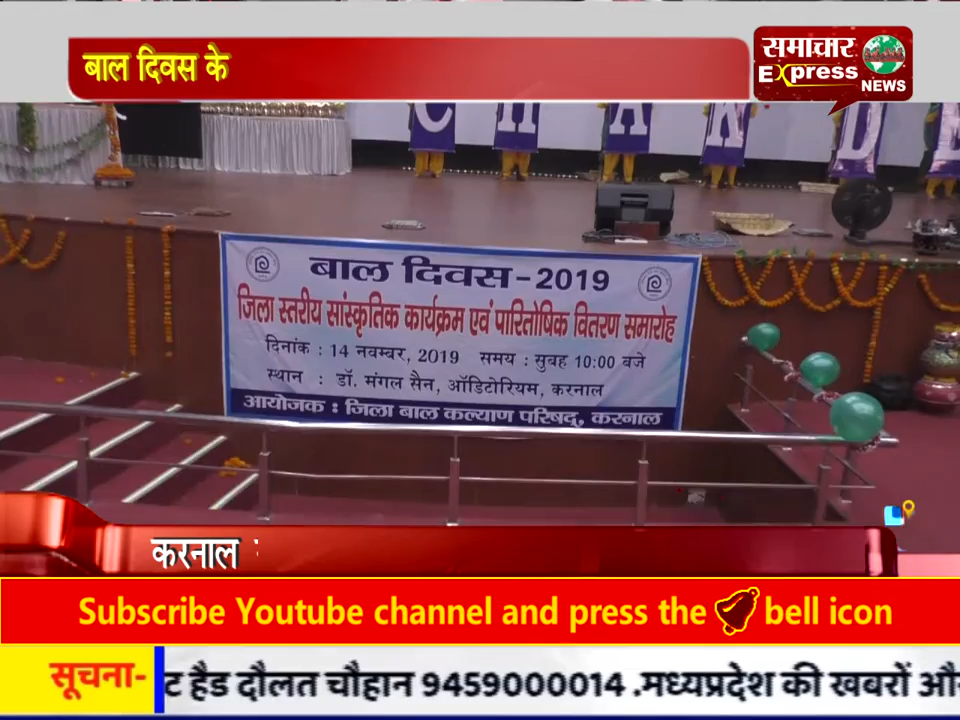 बाल दिवस के
समाचार
Express
NEWS
C H A K D E
बाल दिवस-2019
जिला स्तरीय सांस्कृतिक कार्यक्रम एवं पारितोषिक वितरण समारोह
दिनांक : 14 नवम्बर, 2019 समय : सुबह 10:00 बजे
स्थान : डॉ. मंगल सैन, ऑडिटोरियम, करनाल
आयोजक : जिला बाल कल्याण परिषद्, करनाल
करनाल
Subscribe Youtube channel and press the bell icon
सूचना- ट हैड दौलत चौहान 9459000014 .मध्यप्रदेश की खबरों और